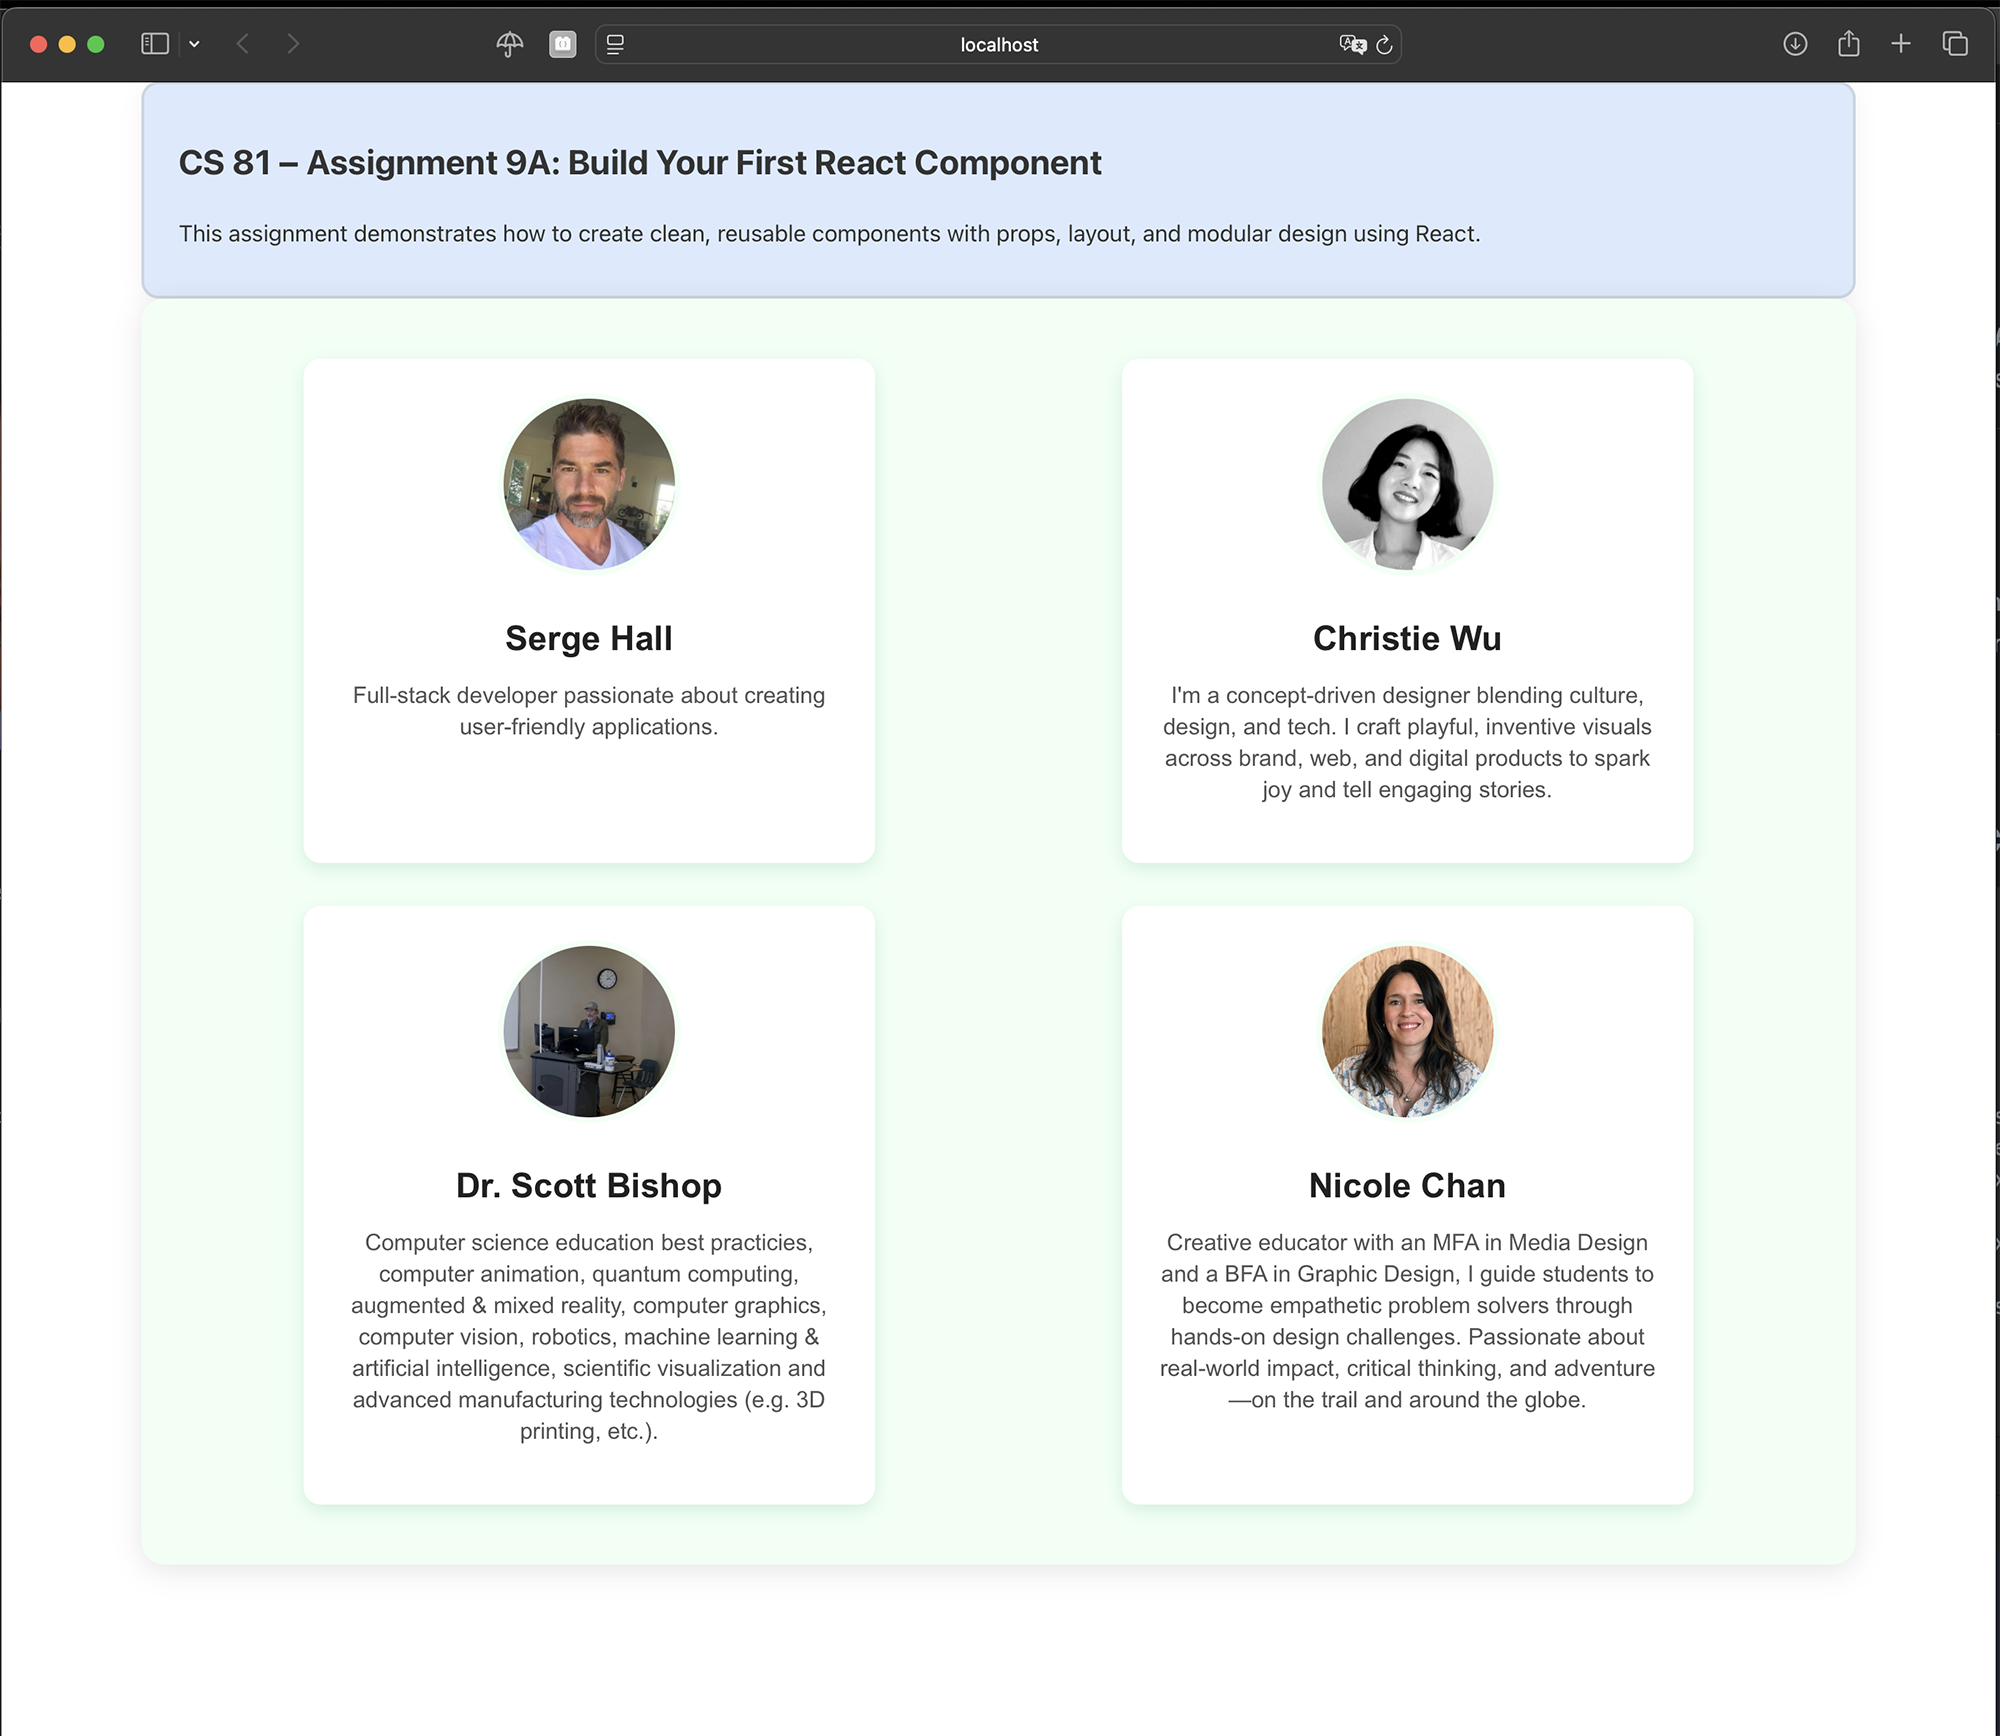 localhost
CS 81 – Assignment 9A: Build Your First React Component
This assignment demonstrates how to create clean, reusable components with props, layout, and modular design using React.
Serge Hall
Full-stack developer passionate about creating
user-friendly applications.
Christie Wu
I'm a concept-driven designer blending culture,
design, and tech. I craft playful, inventive visuals
across brand, web, and digital products to spark
joy and tell engaging stories.
Dr. Scott Bishop
Computer science education best practicies,
computer animation, quantum computing,
augmented & mixed reality, computer graphics,
computer vision, robotics, machine learning &
artificial intelligence, scientific visualization and
advanced manufacturing technologies (e.g. 3D
printing, etc.).
Nicole Chan
Creative educator with an MFA in Media Design
and a BFA in Graphic Design, I guide students to
become empathetic problem solvers through
hands-on design challenges. Passionate about
real-world impact, critical thinking, and adventure
—on the trail and around the globe.